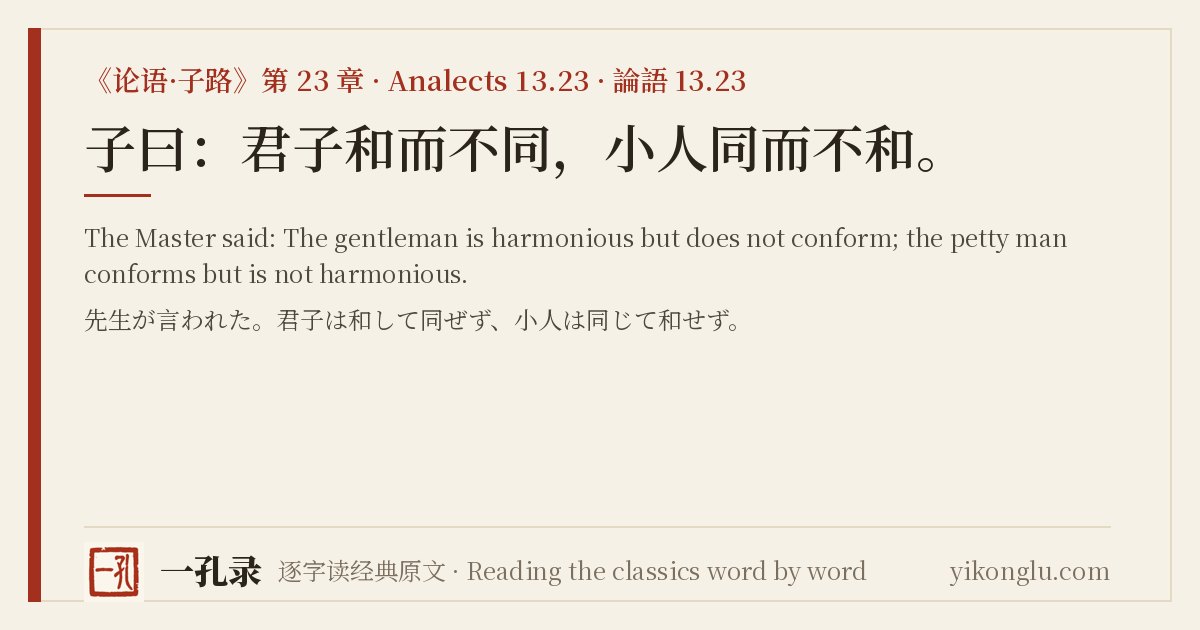 《论语·子路》第 23 章 · Analects 13.23 · 論語 13.23
子曰：君子和而不同，小人同而不和。
The Master said: The gentleman is harmonious but does not conform; the petty man
conforms but is not harmonious.
先生が言われた。君子は和して同ぜず、小人は同じて和せず。
一孔
一孔录 逐字读经典原文 · Reading the classics word by word yikonglu.com